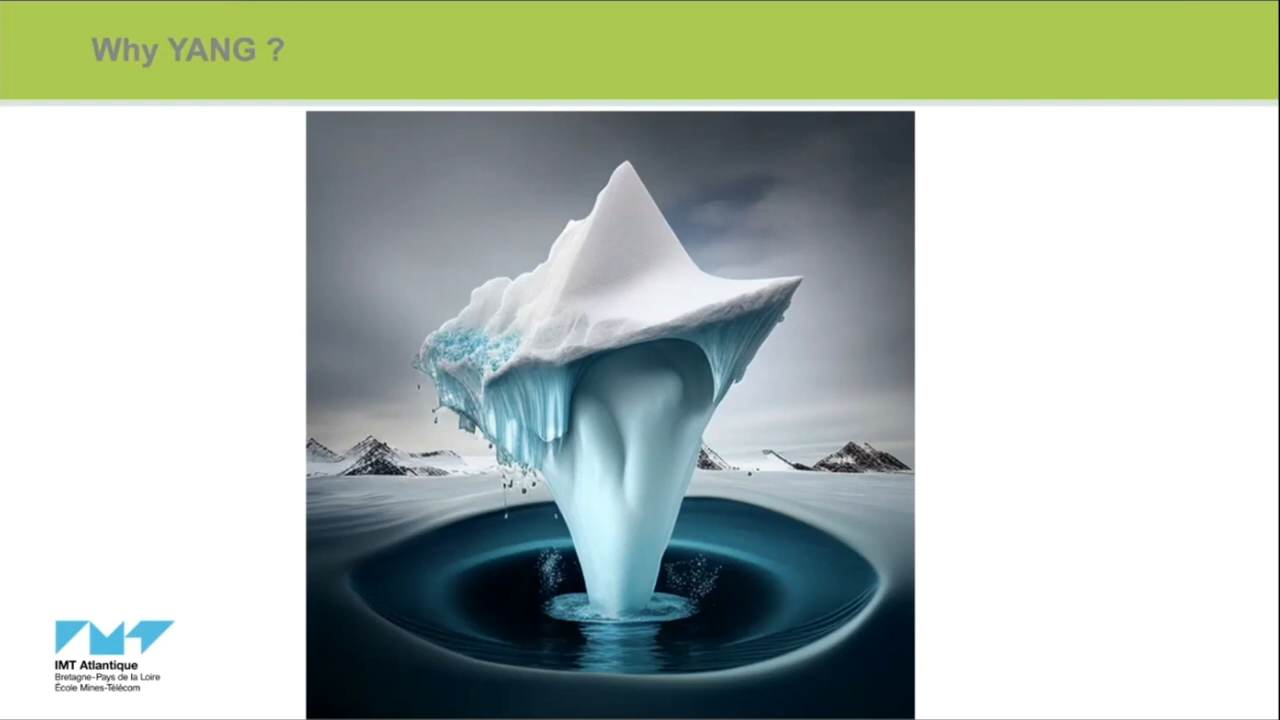 Why YANG ?
IMT Atlantique
Bretagne-Pays de la Loire
École Mines-Télécom